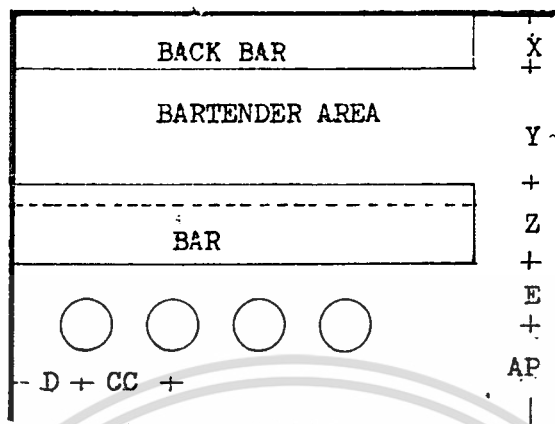 BACK BAR
X
BARTENDER AREA
Y
Z
BAR
E
AP
D + CC +